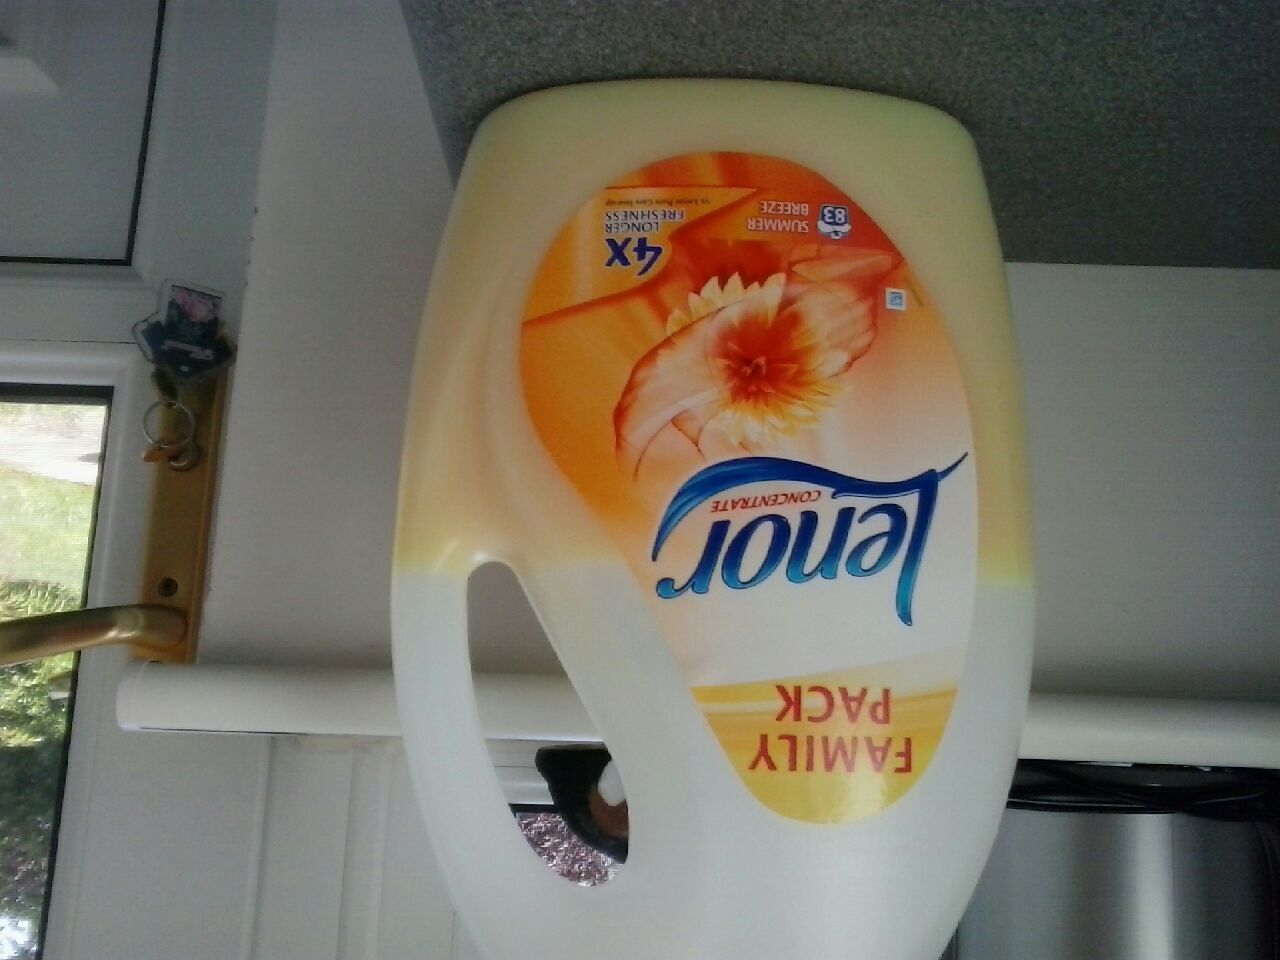 FAMILY
PACK
Lenor
CONCENTRATE
83
SUMMER
BREEZE
4X
LONGER
FRESHNESS